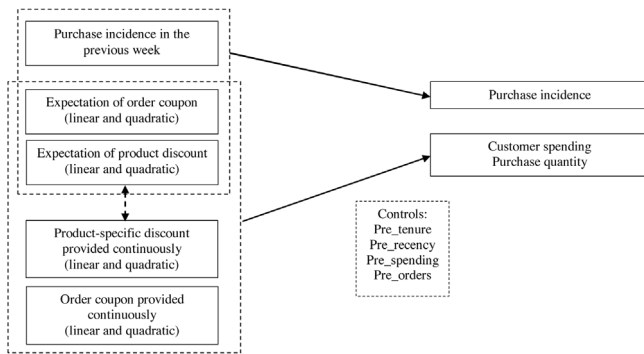 Purchase incidence in the
previous week
Expectation of order coupon
(linear and quadratic)
Expectation of product discount
(linear and quadratic)
Product-specific discount
provided continuously
(linear and quadratic)
Order coupon provided
continuously
(linear and quadratic)
Purchase incidence
Customer spending
Purchase quantity
Controls:
Pre_tenure
Pre_recency
Pre_spending
Pre_orders